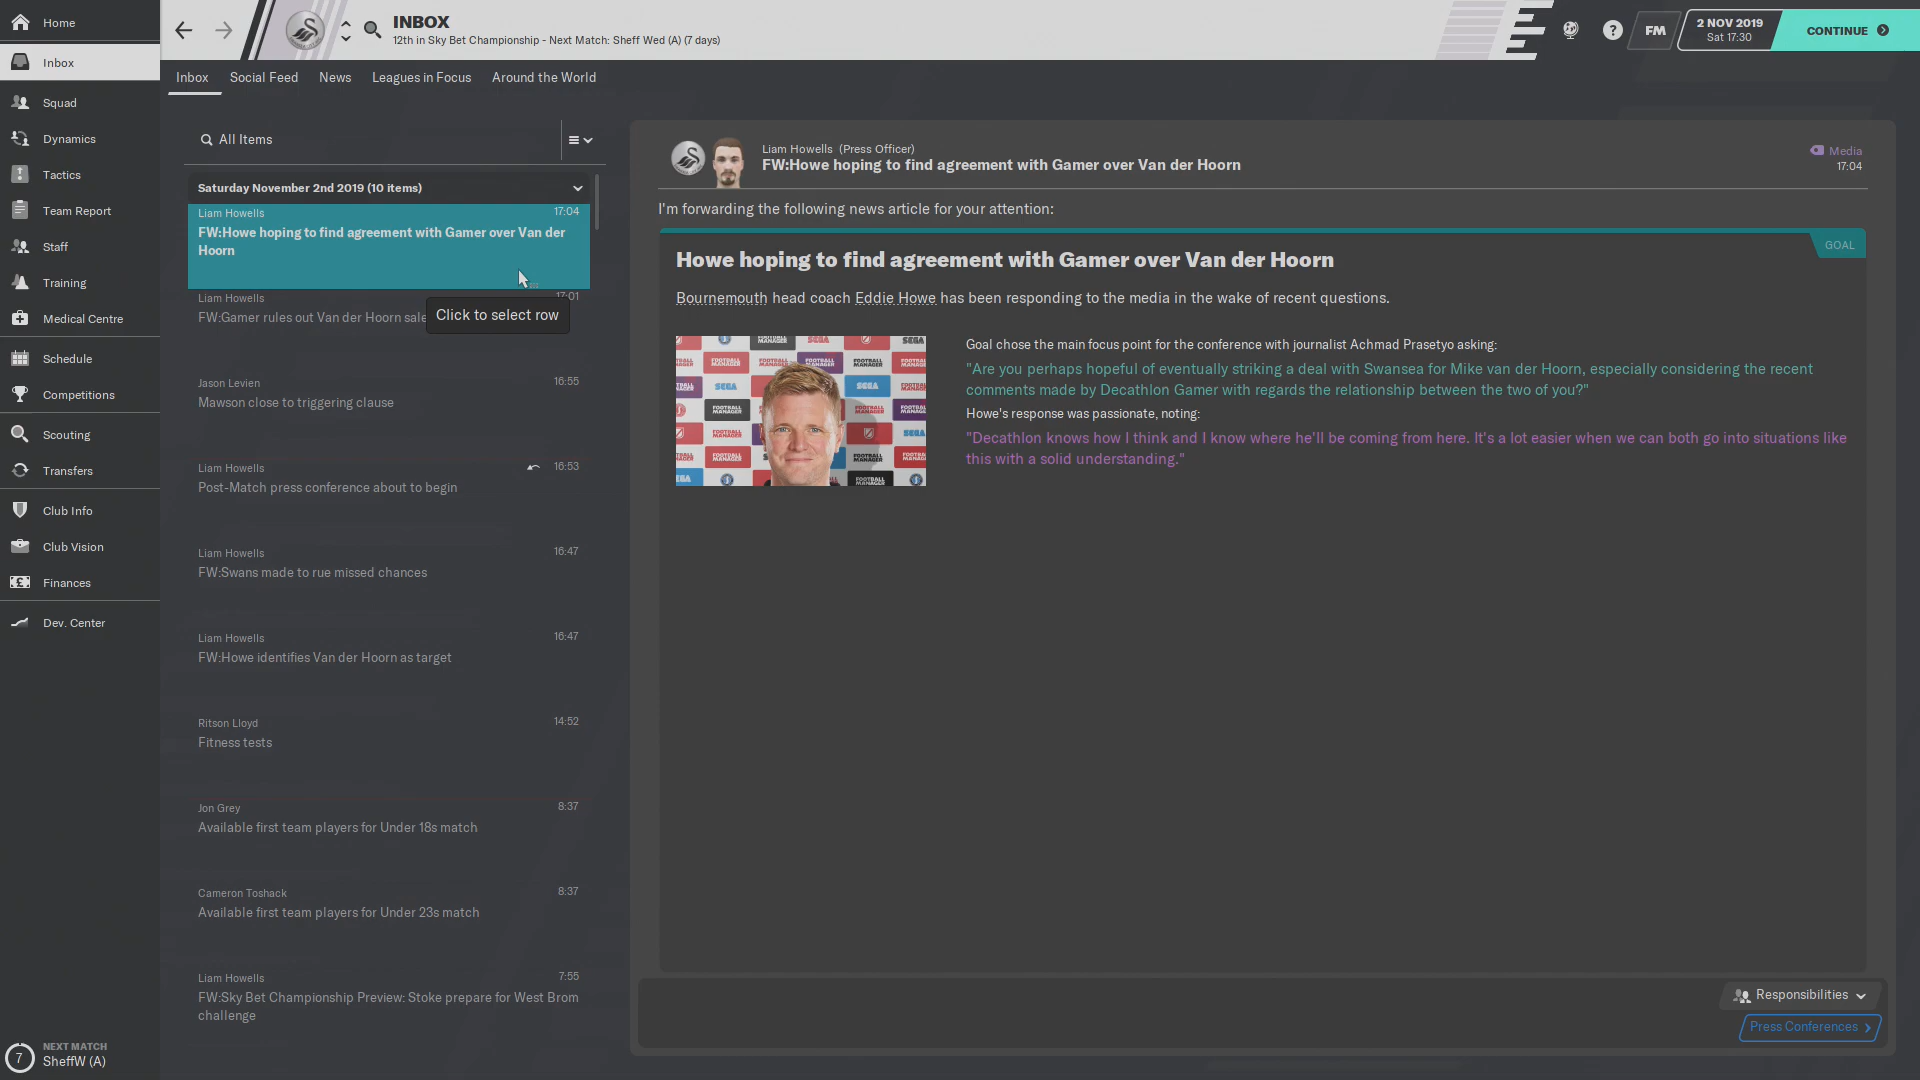 Home
Inbox
Squad
Dynamics
Tactics
Team Report
Staff
Training
Medical Centre
Schedule
Competitions
Scouting
Transfers
Club Info
Club Vision
Finances
Dev. Center
7
NEXT MATCH
SheffW (A)
INBOX
12th in Sky Bet Championship - Next Match: Sheff Wed (A) (7 days)
?
FM
2 NOV 2019
Sat 17:30
CONTINUE
Inbox
Social Feed
News
Leagues in Focus
Around the World
All Items
Saturday November 2nd 2019 (10 items)
Liam Howells
17:04
FW:Howe hoping to find agreement with Gamer over Van der
Hoorn
Liam Howells
17:01
FW:Gamer rules out Van der Hoorn sale
Click to select row
Jason Levien
16:55
Mawson close to triggering clause
Liam Howells
16:53
Post-Match press conference about to begin
Liam Howells
16:47
FW:Swans made to rue missed chances
Liam Howells
16:47
FW:Howe identifies Van der Hoorn as target
Ritson Lloyd
14:52
Fitness tests
Jon Grey
8:37
Available first team players for Under 18s match
Cameron Toshack
8:37
Available first team players for Under 23s match
Liam Howells
7:55
FW:Sky Bet Championship Preview: Stoke prepare for West Brom
challenge
Liam Howells (Press Officer)
FW:Howe hoping to find agreement with Gamer over Van der Hoorn
Media
17:04
I'm forwarding the following news article for your attention:
GOAL
Howe hoping to find agreement with Gamer over Van der Hoorn
Bournemouth head coach Eddie Howe has been responding to the media in the wake of recent questions.
SEGA
FOOTBALL MANAGER
Goal chose the main focus point for the conference with journalist Achmad Prasetyo asking:
"Are you perhaps hopeful of eventually striking a deal with Swansea for Mike van der Hoorn, especially considering the recent
comments made by Decathlon Gamer with regards the relationship between the two of you?"
Howe's response was passionate, noting:
"Decathlon knows how I think and I know where he'll be coming from here. It's a lot easier when we can both go into situations like
this with a solid understanding."
Responsibilities
Press Conferences